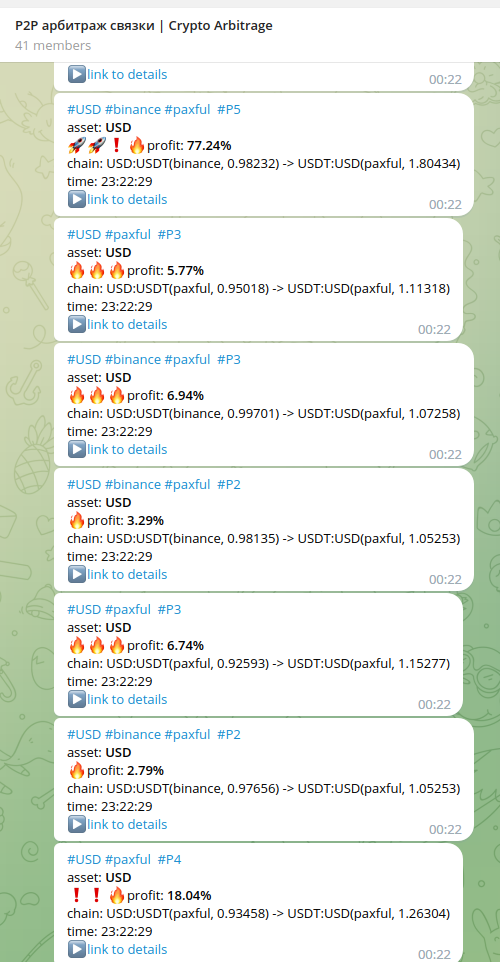 P2P арбитраж связки | Crypto Arbitrage
41 members
link to details
00:22
#USD #binance #paxful #P5
asset: USD
profit: 77.24%
chain: USD:USDT(binance, 0.98232) -> USDT:USD(paxful, 1.80434)
time: 23:22:29
link to details
00:22
#USD #paxful #P3
asset: USD
profit: 5.77%
chain: USD:USDT(paxful, 0.95018) -> USDT:USD(paxful, 1.11318)
time: 23:22:29
link to details
00:22
#USD #binance #paxful #P3
asset: USD
profit: 6.94%
chain: USD:USDT(binance, 0.99701) -> USDT:USD(paxful, 1.07258)
time: 23:22:29
link to details
00:22
#USD #binance #paxful #P2
asset: USD
profit: 3.29%
chain: USD:USDT(binance, 0.98135) -> USDT:USD(paxful, 1.05253)
time: 23:22:29
link to details
00:22
#USD #paxful #P3
asset: USD
profit: 6.74%
chain: USD:USDT(paxful, 0.92593) -> USDT:USD(paxful, 1.15277)
time: 23:22:29
link to details
00:22
#USD #binance #paxful #P2
asset: USD
profit: 2.79%
chain: USD:USDT(binance, 0.97656) -> USDT:USD(paxful, 1.05253)
time: 23:22:29
link to details
00:22
#USD #paxful #P4
asset: USD
profit: 18.04%
chain: USD:USDT(paxful, 0.93458) -> USDT:USD(paxful, 1.26304)
time: 23:22:29
link to details
00:22